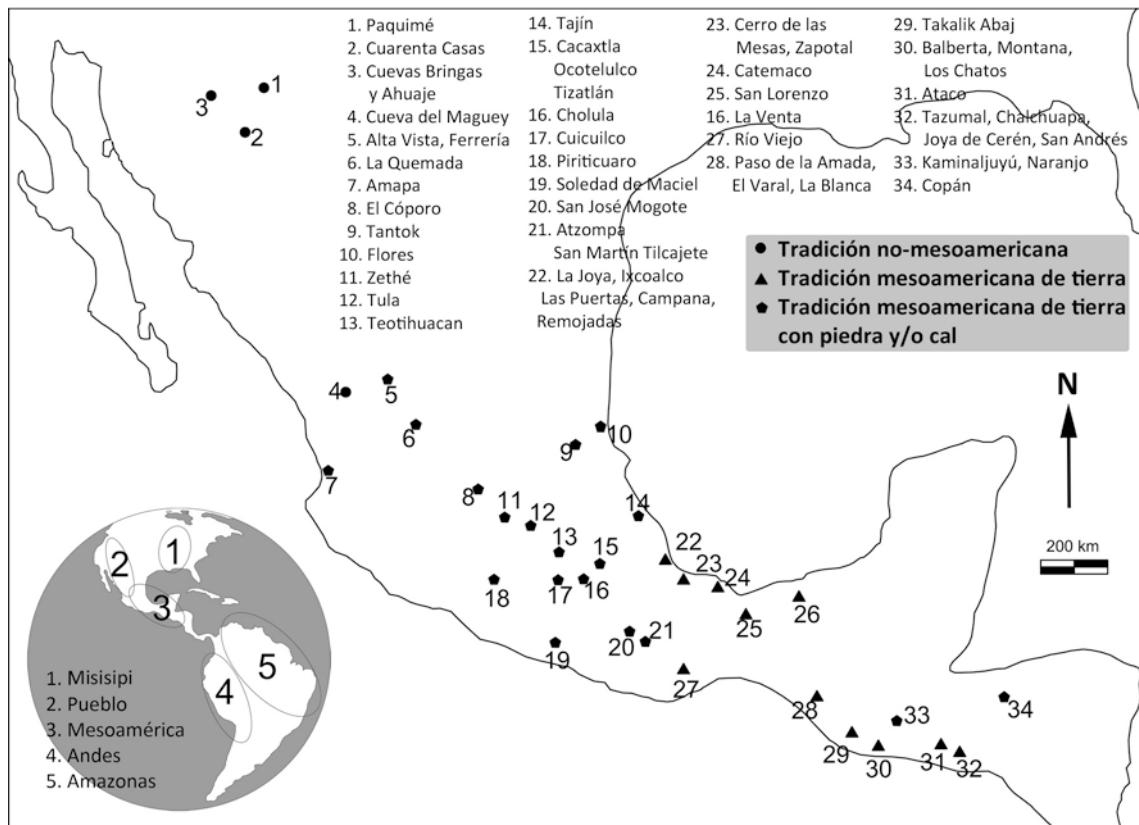 1. Paquimé
2. Cuarenta Casas
3. Cuevas Bringas
y Ahuaje
4. Cueva del Maguey
5. Alta Vista, Ferrería
6. La Quemada
7. Amapa
8. El Cóporo
9. Tantok
10. Flores
11. Zethé
12. Tula
13. Teotihuacan
14. Tajín
15. Cacaxtla
Ocotelulco
Tizatlán
16. Cholula
17. Cuicuilco
18. Piriticuaro
19. Soledad de Maciel
20. San José Mogote
21. Atzompa
San Martín Tilcajete
22. La Joya, Ixcoalco
Las Puertas, Campana,
Remojadas
23. Cerro de las
Mesas, Zapotal
24. Catemaco
25. San Lorenzo
16. La Venta
27. Río Viejo
28. Paso de la Amada,
El Varal, La Blanca
29. Takalik Abaj
30. Balberta, Montana,
Los Chatos
31. Ataco
32. Tazumal, Chalchuapa,
Joya de Cerén, San Andrés
33. Kaminaljuyú, Naranjo
34. Copán
Tradición no-mesoamericana
Tradición mesoamericana de tierra
Tradición mesoamericana de tierra
con piedra y/o cal
N
200 km
1
3
2
4
5
6
7
8
9
10
11
12
13
14
15
16
17
18
19
20
21
22
23
24
25
26
27
28
29
30
31
32
33
34
1
2
3
4
5
1. Misisipi
2. Pueblo
3. Mesoamérica
4. Andes
5. Amazonas